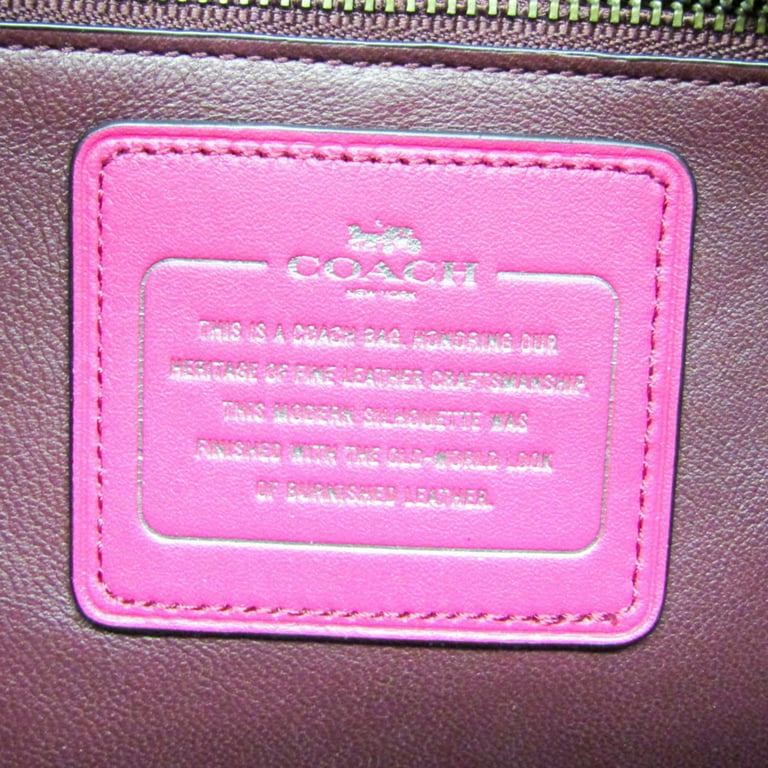 COACH
NEW YORK
THIS IS A COACH BAG. HONORING OUR
HERITAGE OF FINE LEATHER CRAFTSMANSHIP,
THIS MODERN SILHOUETTE WAS
FINISHED WITH THE OLD-WORLD LOOK
OF BURNISHED LEATHER.